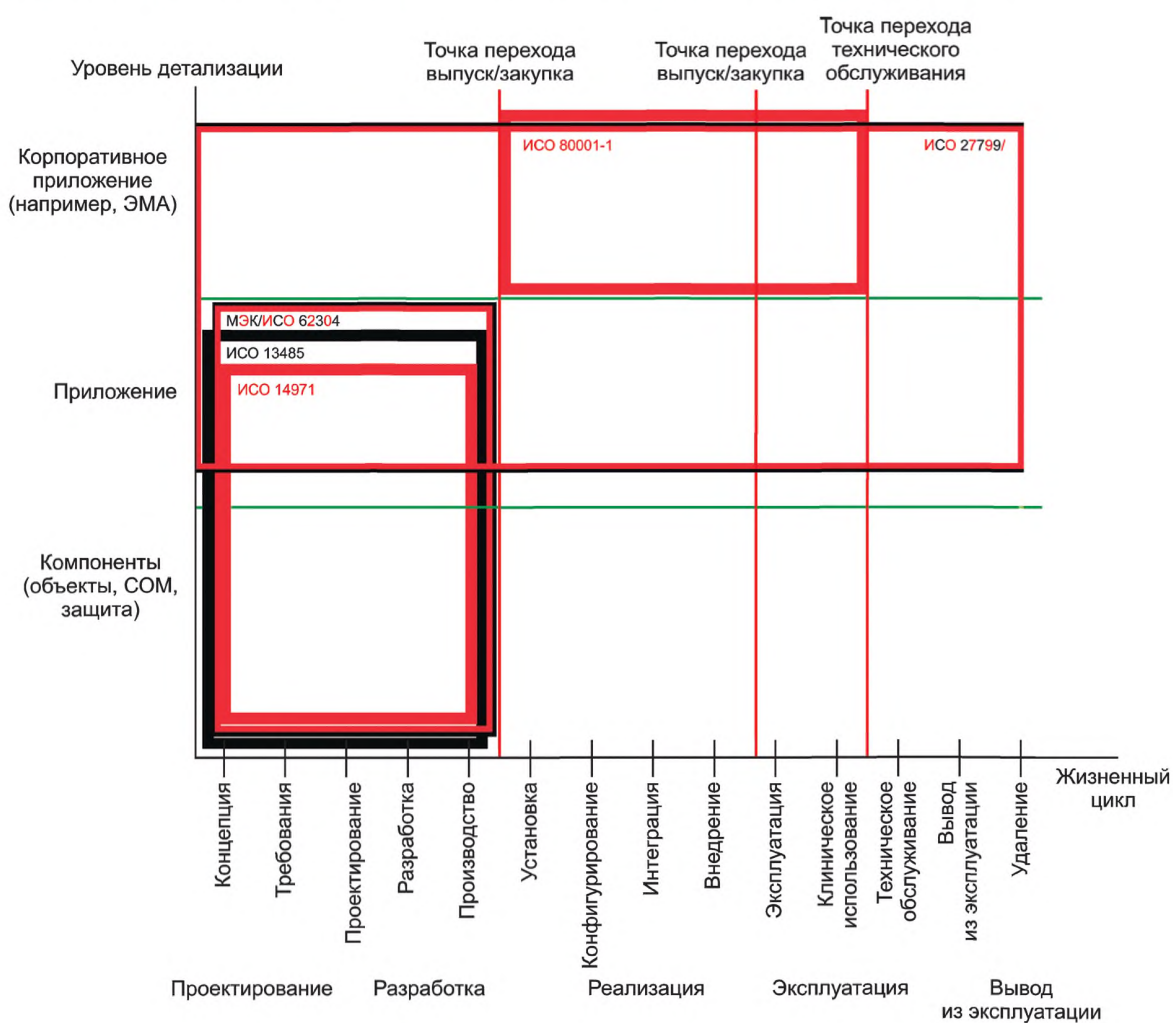 Уровень детализации
Точка перехода
выпуск/закупка
Точка перехода
выпуск/закупка
Точка перехода
технического
обслуживания
Корпоративное
приложение
(например, ЭМА)
ИСО 80001-1
ИСО 27799/
МЭК/ИСО 62304
ИСО 13485
ИСО 14971
Приложение
Компоненты
(объекты, COM,
защита)
Жизненный
цикл
Концепция
Требования
Проектирование
Разработка
Производство
Установка
Конфигурирование
Интеграция
Внедрение
Эксплуатация
Клиническое
использование
Техническое
обслуживание
Вывод
из эксплуатации
Удаление
Проектирование
Разработка
Реализация
Эксплуатация
Вывод
из эксплуатации